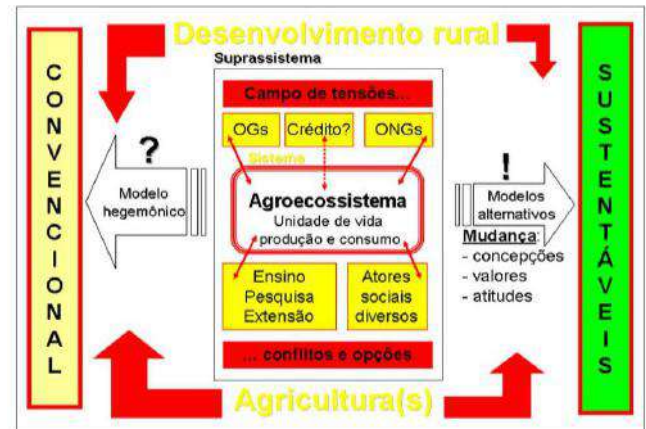 Desenvolvimento rural
Suprassistema
CONVENCIONAL
Campo de tensões...
OGs
Crédito?
ONGs
Sistema
?
Modelo
hegemônico
Agroecossistema
Unidade de vida
produção e consumo
!
Modelos
alternativos
Mudança:
- concepções
- valores
- atitudes
Ensino
Pesquisa
Extensão
Atores
sociais
diversos
... conflitos e opções
Agricultura(s)
SUSTENTÁVEIS